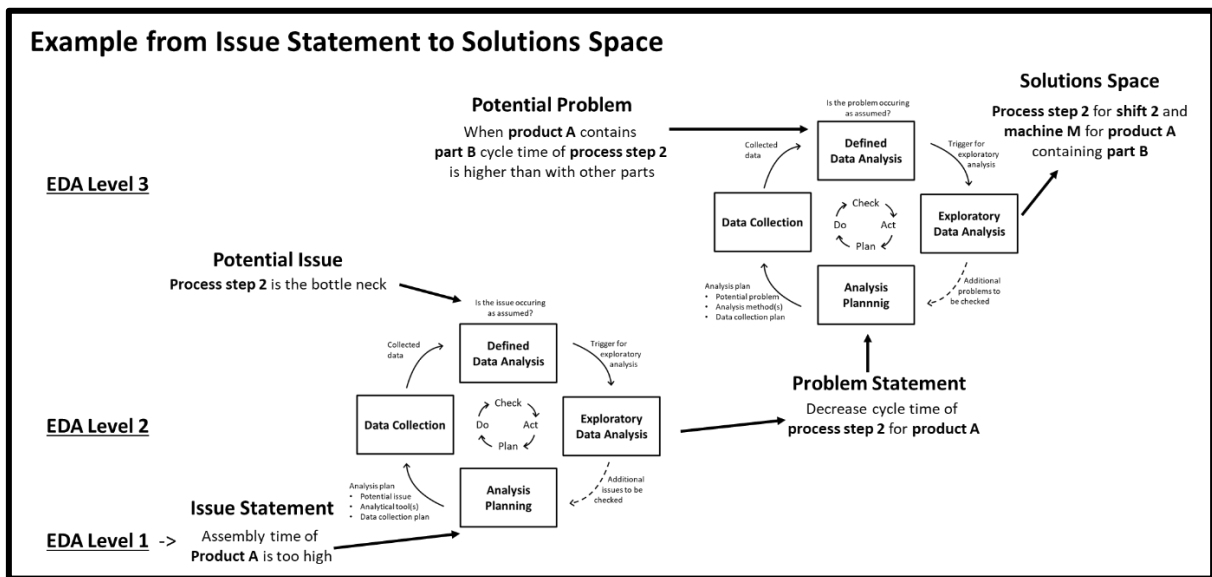 Example from Issue Statement to Solutions Space
Solutions Space
Process step 2 for shift 2 and
machine M for product A
containing part B
Potential Problem
When product A contains
part B cycle time of process step 2
is higher than with other parts
Is the problem occuring
as assumed?
Defined
Data Analysis
Collected
data
Trigger for
exploratory
analysis
EDA Level 3
Data Collection
Check
Do
Act
Plan
Exploratory
Data Analysis
Analysis plan
• Potential problem
• Analysis method(s)
• Data collection plan
Analysis
Plannnig
Additional
problems to
be checked
Potential Issue
Process step 2 is the bottle neck
Is the issue occuring
as assumed?
Defined
Data Analysis
Collected
data
Trigger for
exploratory
analysis
Problem Statement
Decrease cycle time of
process step 2 for product A
EDA Level 2
Data Collection
Check
Do
Act
Plan
Exploratory
Data Analysis
Analysis plan
• Potential issue
• Analytical tool(s)
• Data collection plan
Analysis
Planning
Additional
issues to be
checked
Issue Statement
EDA Level 1 ->
Assembly time of
Product A is too high